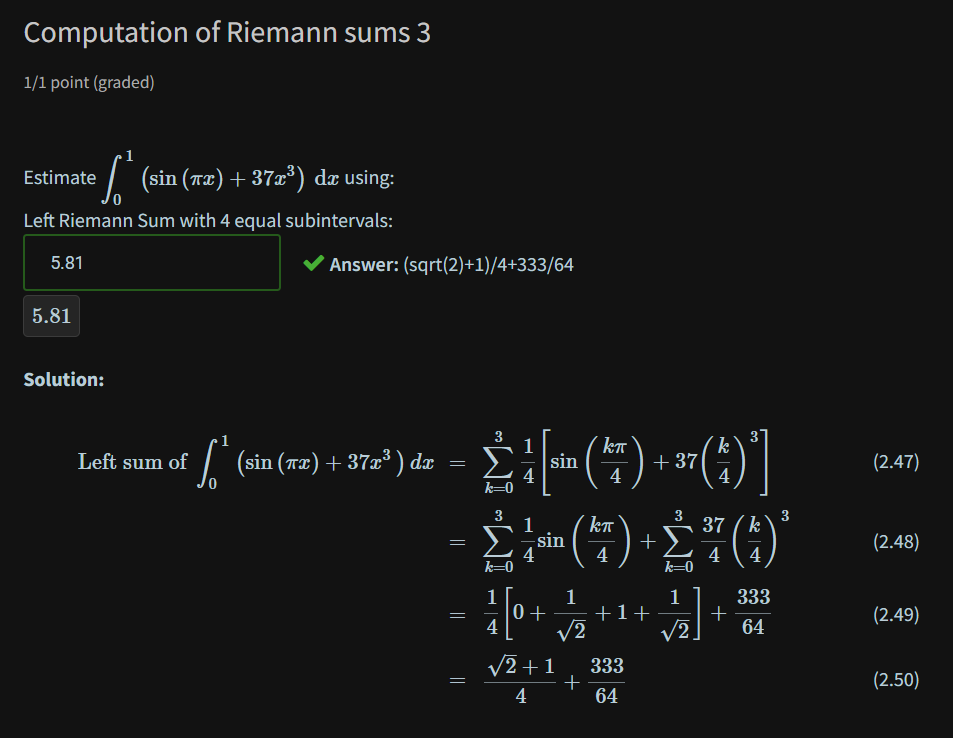 Computation of Riemann sums 3
1/1 point (graded)
Estimate ∫₀¹ (sin (πx) + 37x³) dx using:
Left Riemann Sum with 4 equal subintervals:
5.81
✔ Answer: (sqrt(2)+1)/4+333/64
5.81
Solution:
Left sum of ∫₀¹ (sin (πx) + 37x³) dx = ∑_{k=0}^{3} 1/4 [sin (kπ/4) + 37 (k/4)³] (2.47)
= ∑_{k=0}^{3} 1/4 sin (kπ/4) + ∑_{k=0}^{3} 37/4 (k/4)³ (2.48)
= 1/4 [0 + 1/√2 + 1 + 1/√2] + 333/64 (2.49)
= (√2 + 1)/4 + 333/64 (2.50)